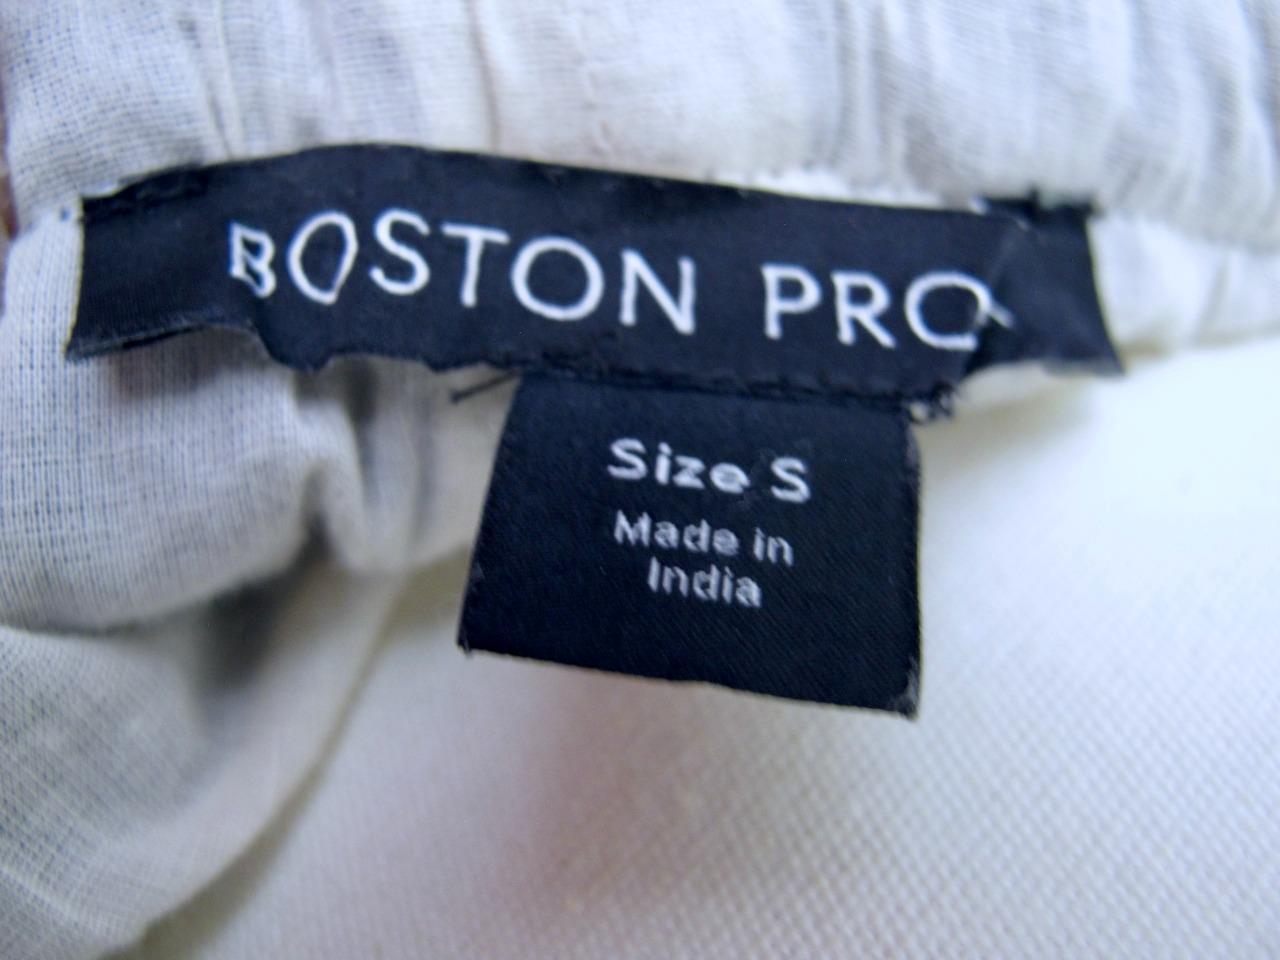 BOSTON PRO
Size S
Made in
India